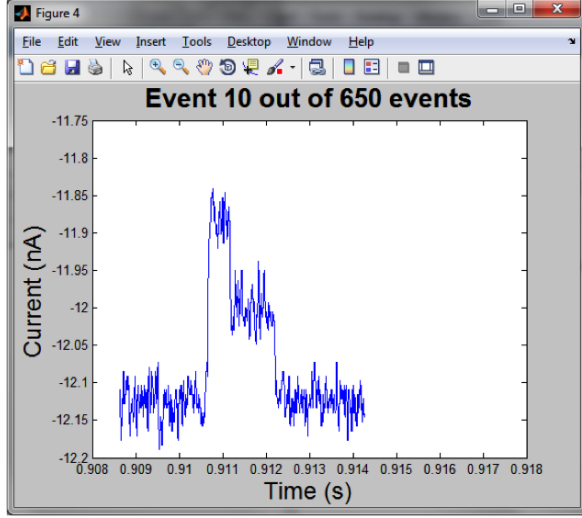 Figure 4
File Edit View Insert Tools Desktop Window Help
Event 10 out of 650 events
-11.75
-11.8
-11.85
-11.9
-11.95
-12
-12.05
-12.1
-12.15
-12.2
Current (nA)
0.908 0.909 0.91 0.911 0.912 0.913 0.914 0.915 0.916 0.917 0.918
Time (s)